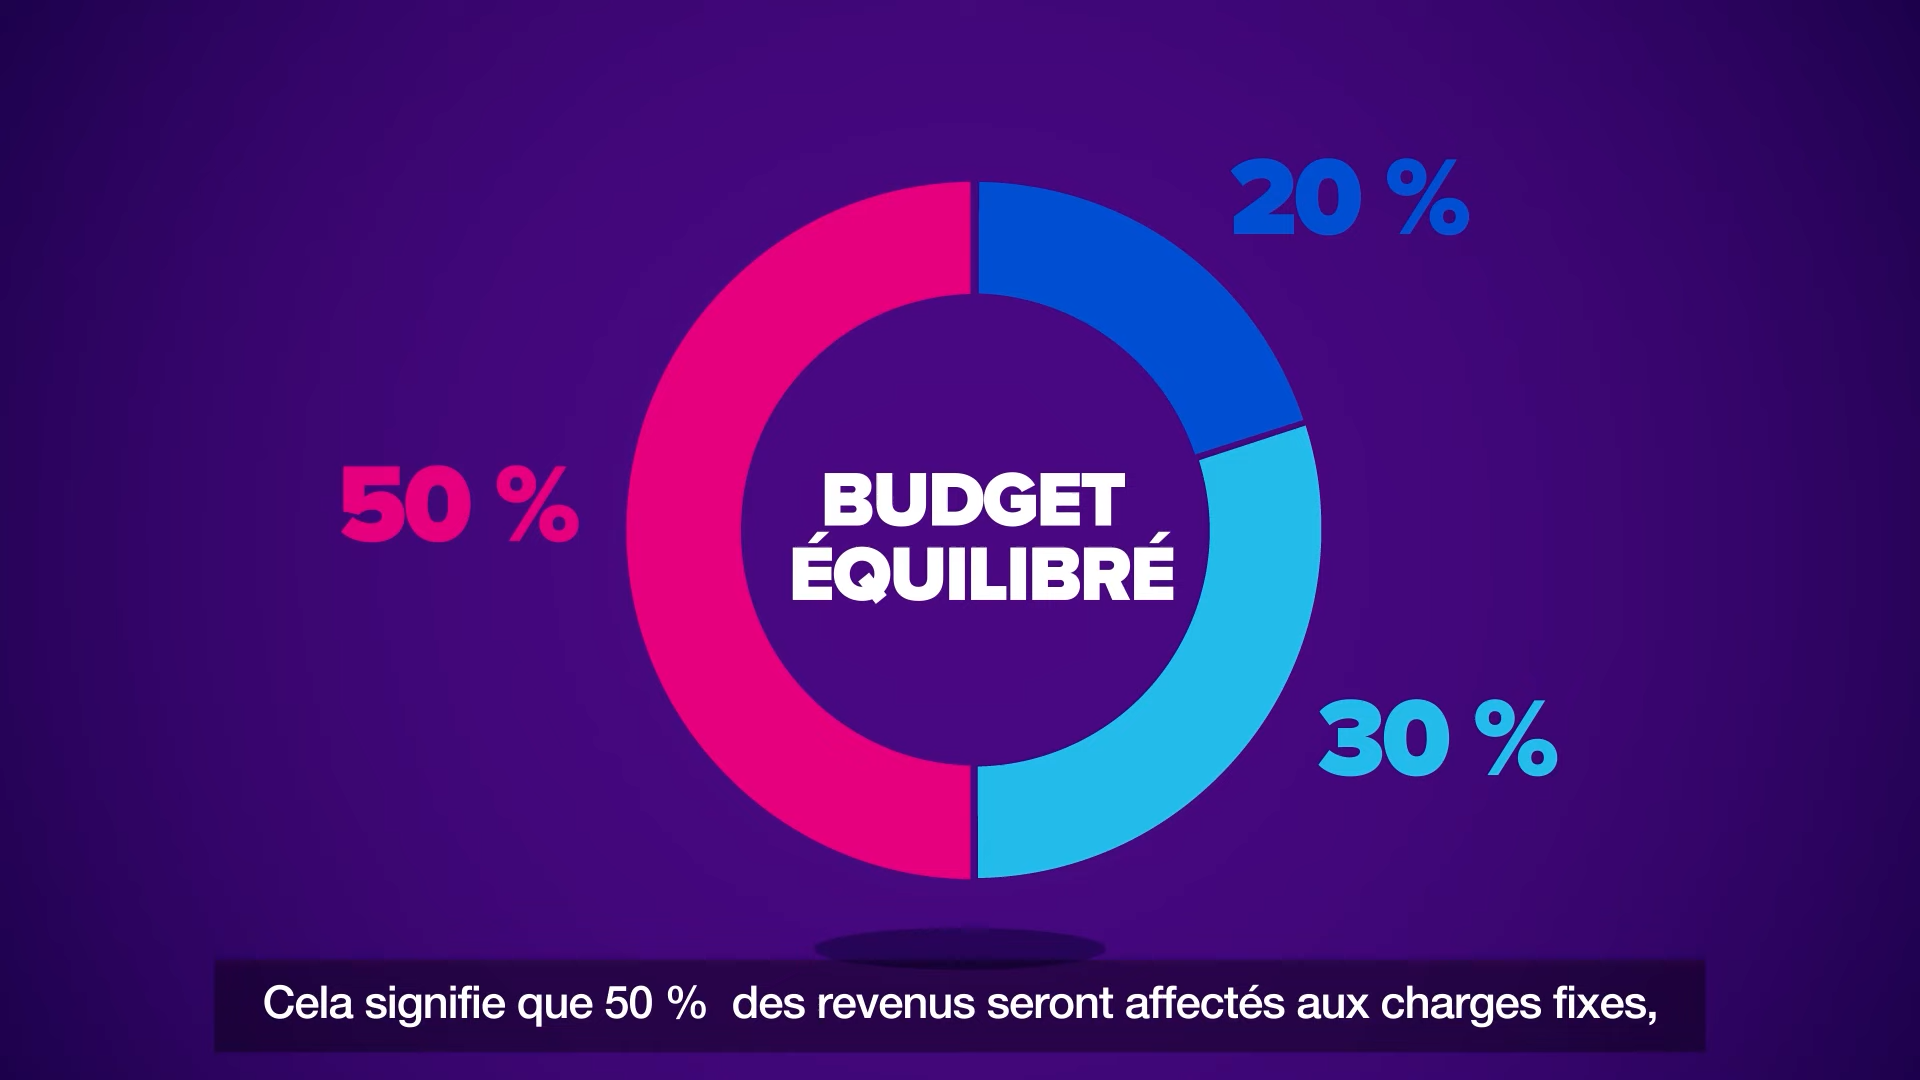 20 %
50 %
BUDGET
ÉQUILIBRÉ
30 %
Cela signifie que 50 %  des revenus seront affectés aux charges fixes,